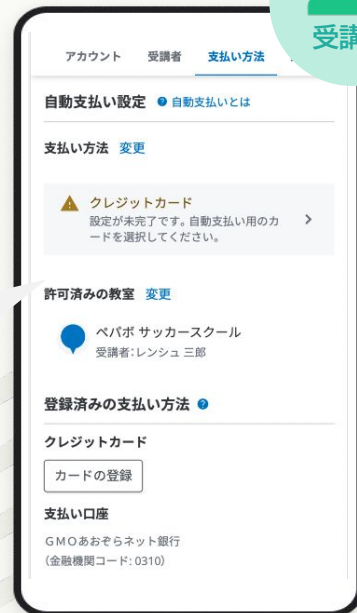 受講
アカウント 受講者 支払い方法
自動支払い設定 ? 自動支払いとは
支払い方法 変更
クレジットカード
設定が未完了です。自動支払い用のカ
ードを選択してください。
許可済みの教室 変更
ペパボ サッカースクール
受講者:レンシュ 三郎
登録済みの支払い方法 ?
クレジットカード
カードの登録
支払い口座
GMOあおぞらネット銀行
(金融機関コード: 0310)